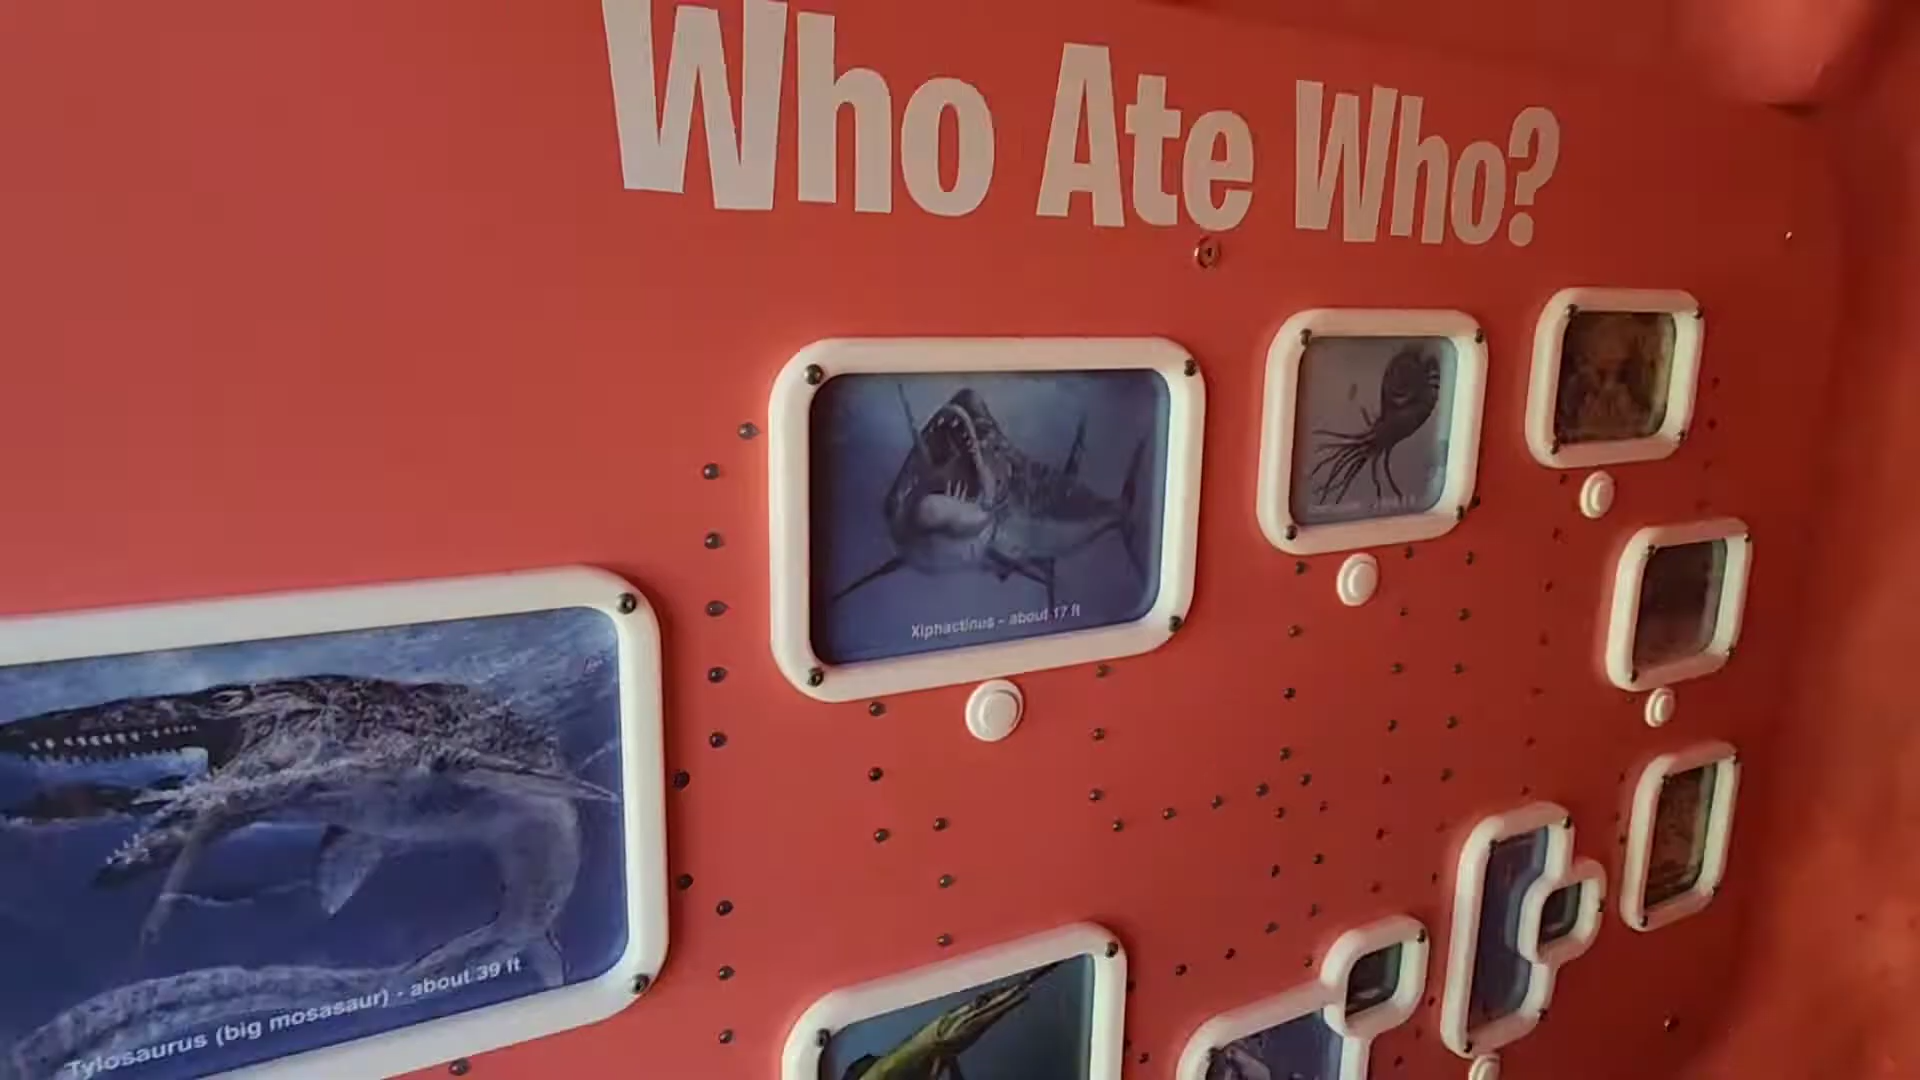 Who Ate Who?
Xiphactinus - about 17 ft
Tylosaurus (big mosasaur) - about 39 ft